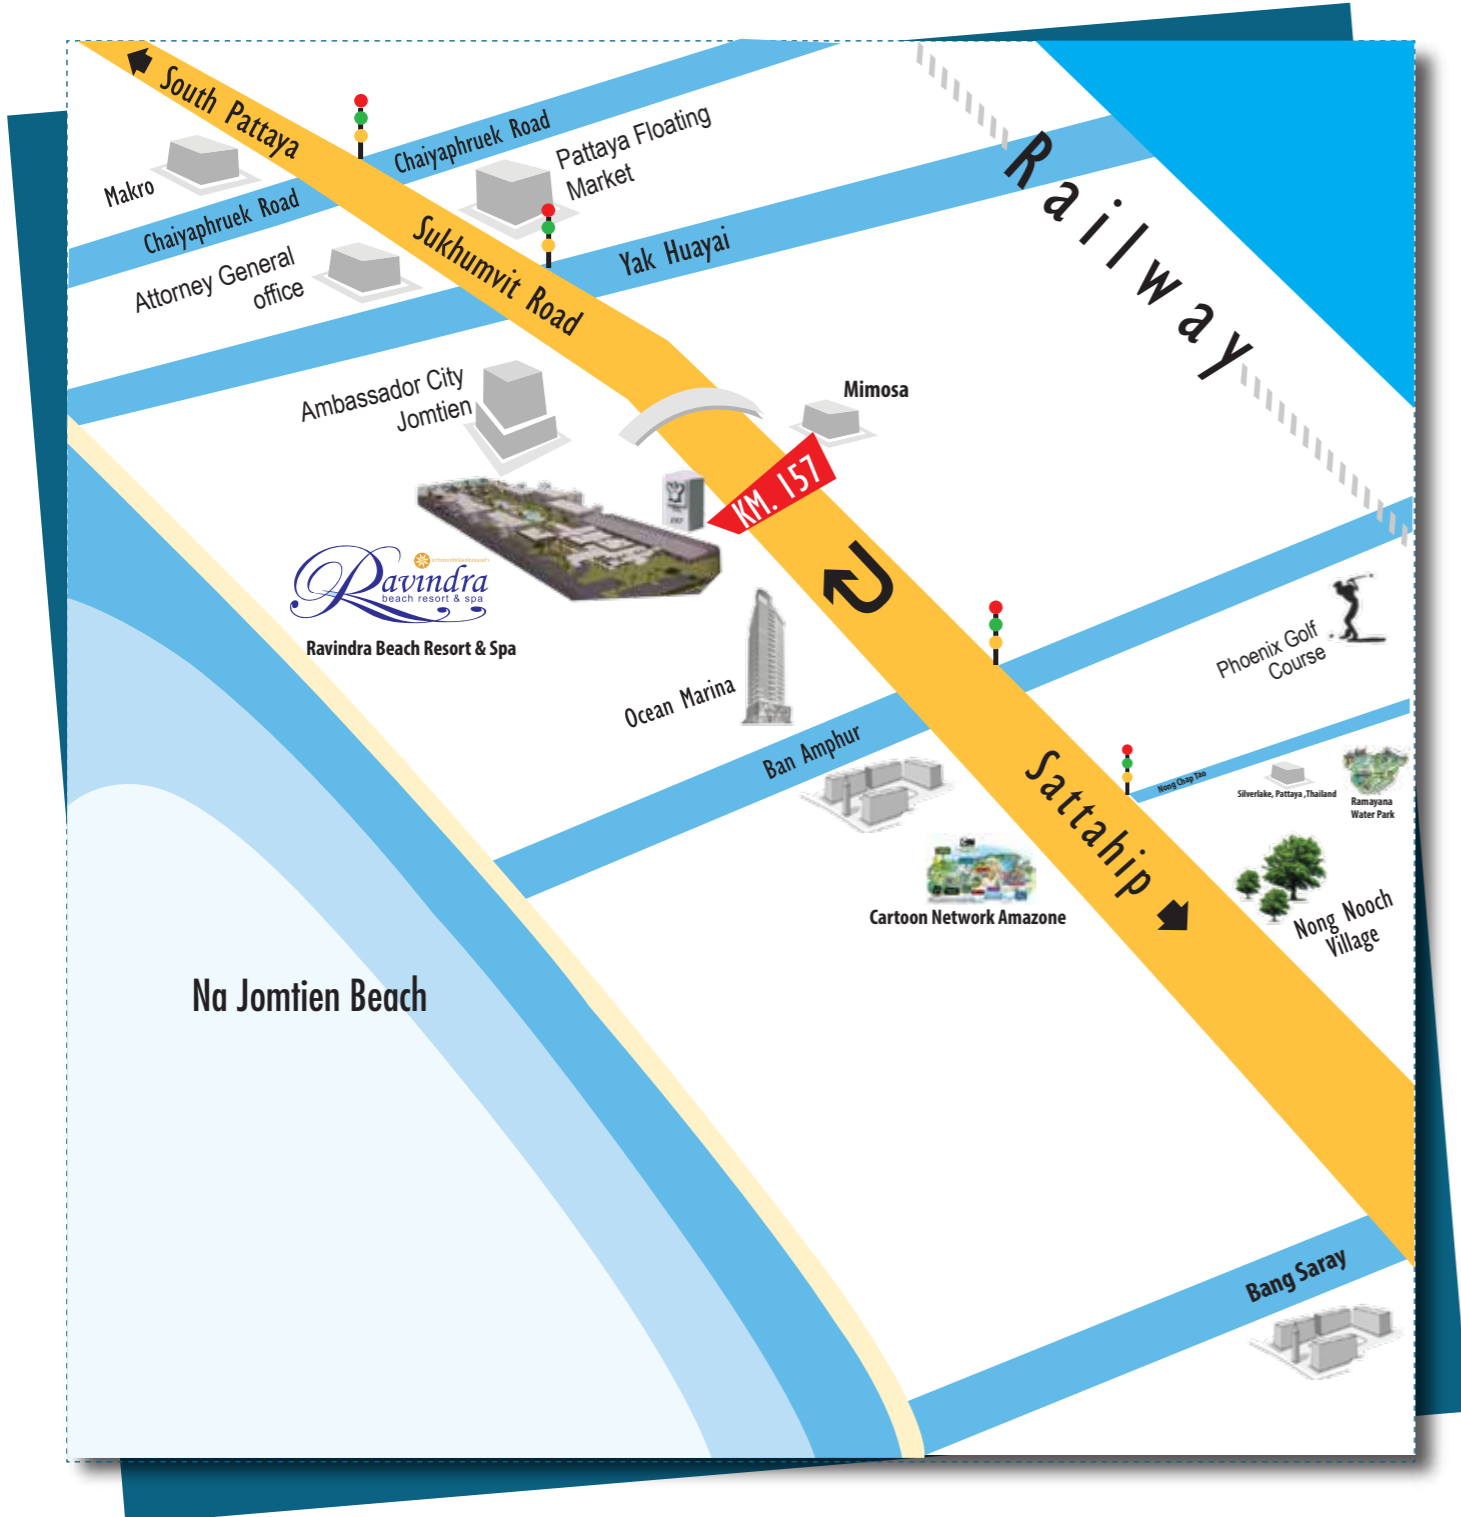 South Pattaya
Makro
Chaiyaphruek Road
Chaiyaphruek Road
Pattaya Floating
Market
Railway
Attorney General
office
Sukhumvit Road
Yak Huayai
Ambassador City
Jomtien
Mimosa
KM. 157
Ravindra
beach resort & spa
Ravindra Beach Resort & Spa
Ocean Marina
Phoenix Golf
Course
Ban Amphur
Sattahip
Nong Chap Tao
Silverlake, Pattaya ,Thailand
Ramayana
Water Park
Cartoon Network Amazone
Nong Nooch
Village
Na Jomtien Beach
Bang Saray